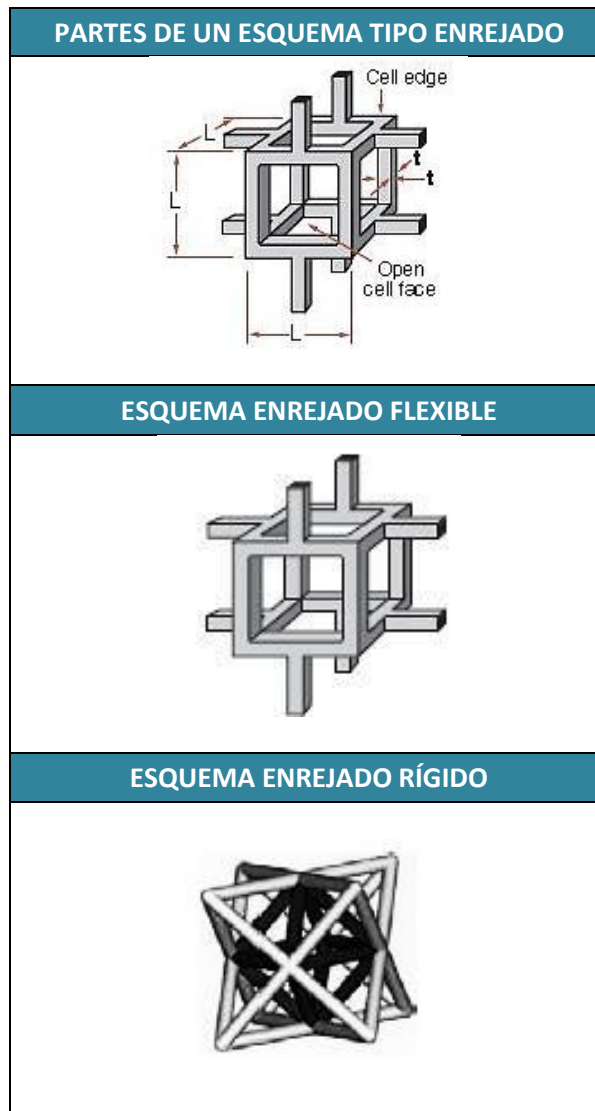 PARTES DE UN ESQUEMA TIPO ENREJADO
Cell edge
L
t
L
t
Open
cell face
L
ESQUEMA ENREJADO FLEXIBLE
ESQUEMA ENREJADO RÍGIDO